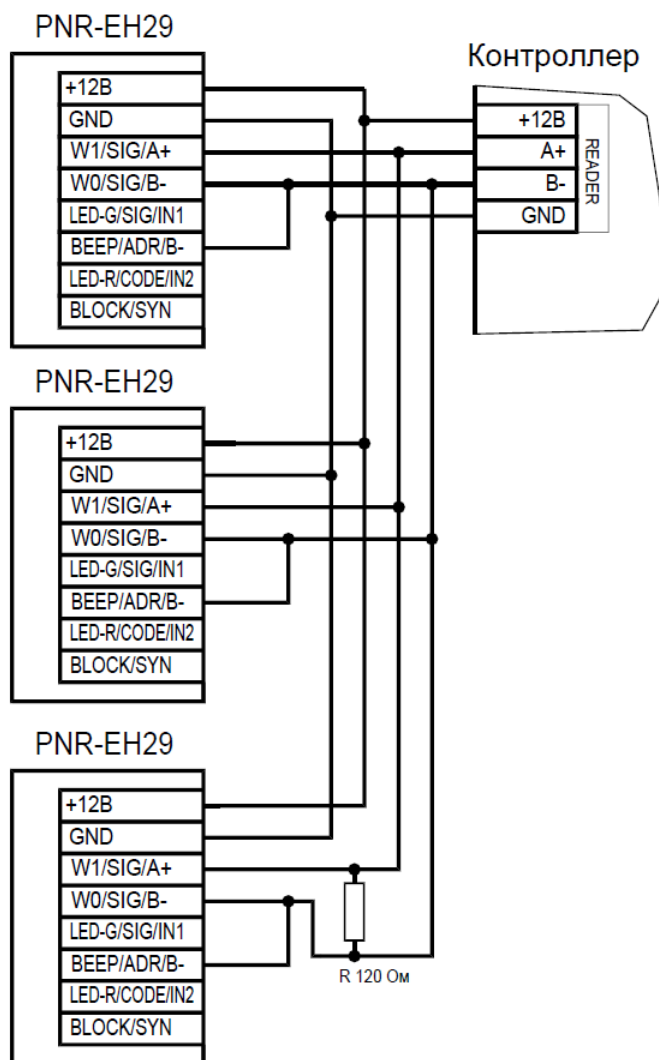 PNR-EH29
+12В
GND
W1/SIG/A+
W0/SIG/B-
LED-G/SIG/IN1
BEEP/ADR/B-
LED-R/CODE/IN2
BLOCK/SYN
Контроллер
+12В
A+
B-
GND
READER
PNR-EH29
+12В
GND
W1/SIG/A+
W0/SIG/B-
LED-G/SIG/IN1
BEEP/ADR/B-
LED-R/CODE/IN2
BLOCK/SYN
PNR-EH29
+12В
GND
W1/SIG/A+
W0/SIG/B-
LED-G/SIG/IN1
BEEP/ADR/B-
LED-R/CODE/IN2
BLOCK/SYN
R 120 Ом